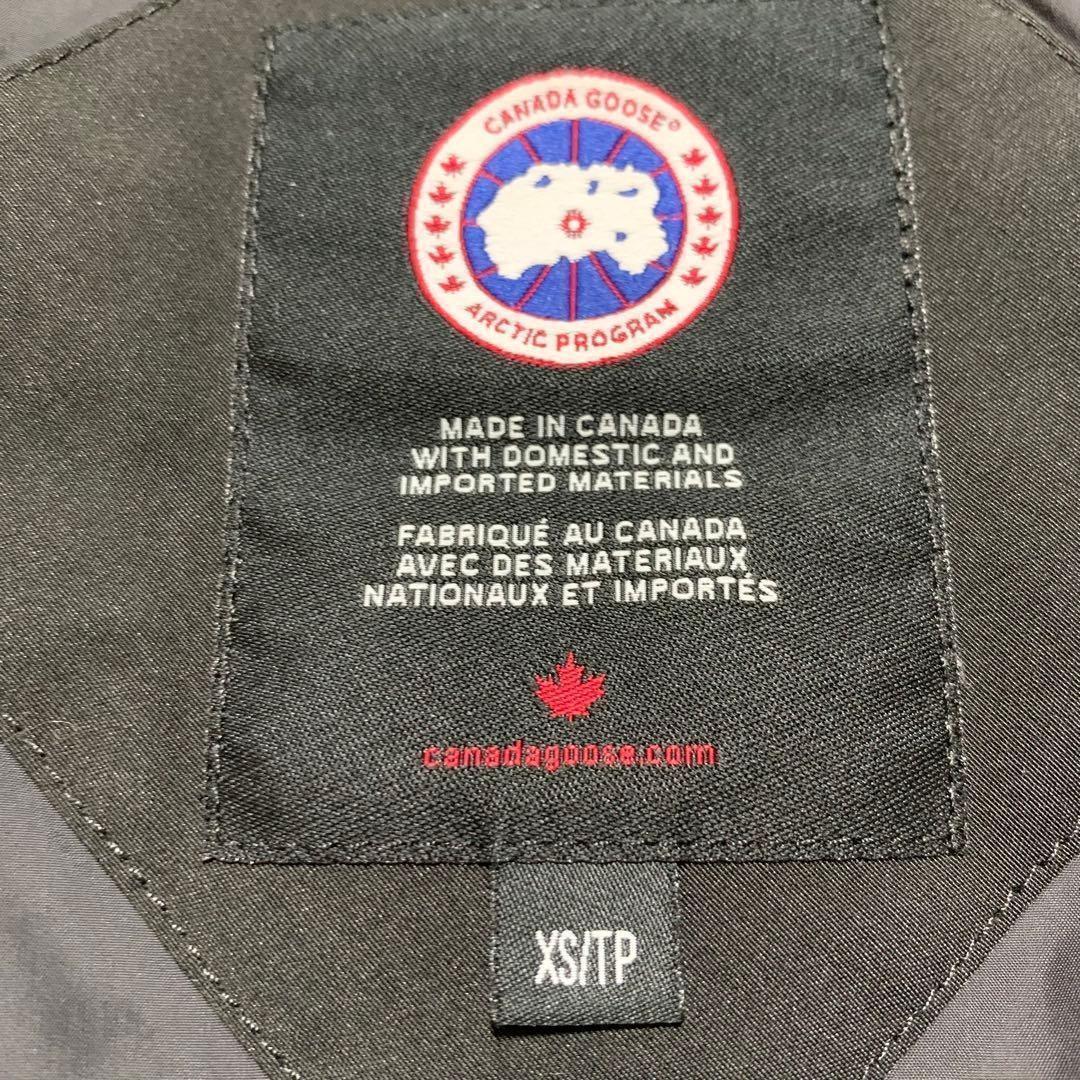 CANADA GOOSE®
ARCTIC PROGRAM
MADE IN CANADA
WITH DOMESTIC AND
IMPORTED MATERIALS
FABRIQUÉ AU CANADA
AVEC DES MATERIAUX
NATIONAUX ET IMPORTÉS
canadagoose.com
XS/TP